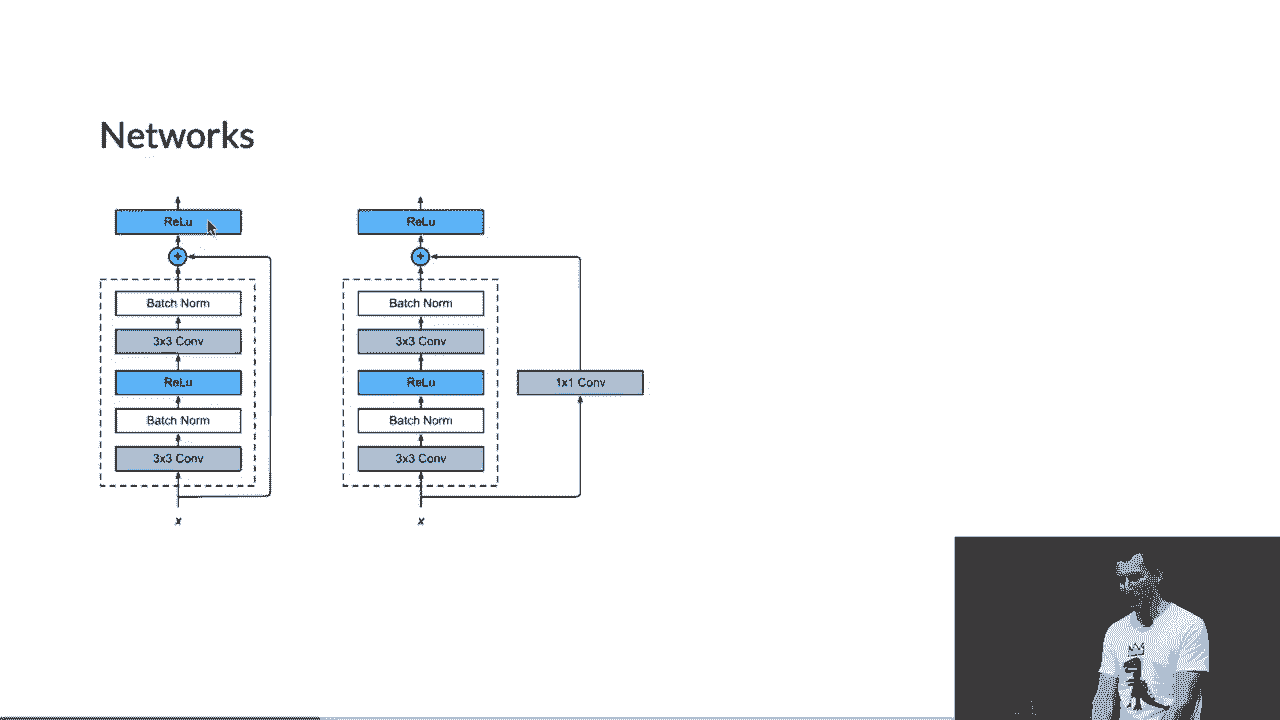 Networks
ReLu
+
Batch Norm
3x3 Conv
ReLu
Batch Norm
3x3 Conv
x
ReLu
+
Batch Norm
3x3 Conv
ReLu
Batch Norm
3x3 Conv
1x1 Conv
x